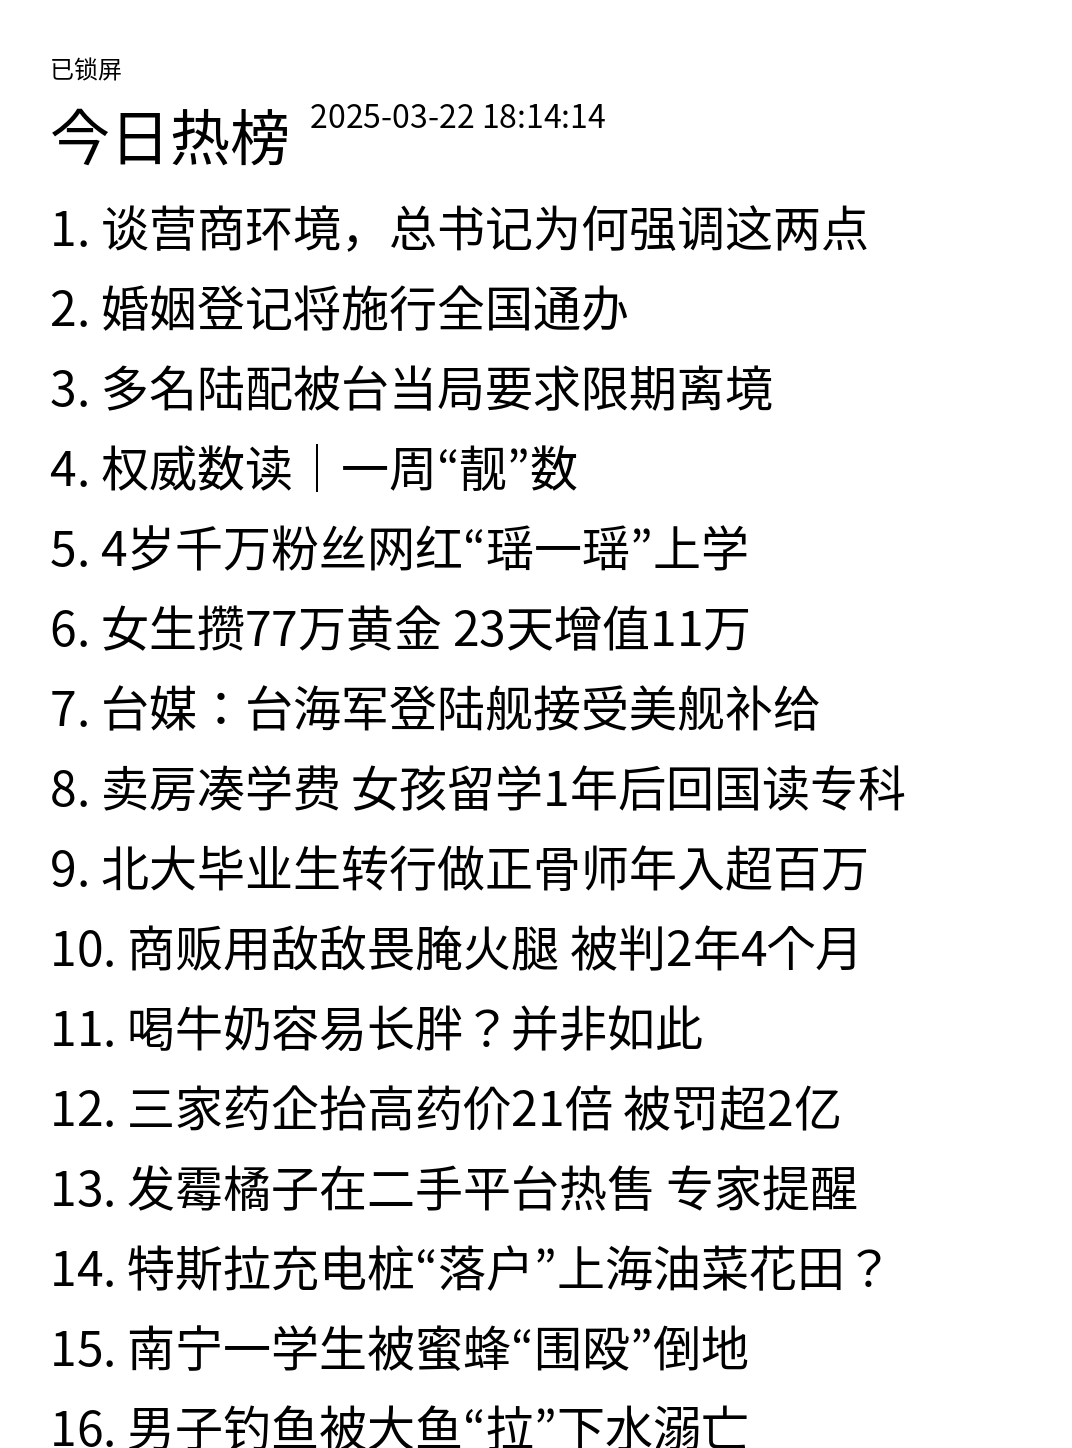 已锁屏
今日热榜 2025-03-22 18:14:14
1. 谈营商环境，总书记为何强调这两点
2. 婚姻登记将施行全国通办
3. 多名陆配被台当局要求限期离境
4. 权威数读｜一周“靓”数
5. 4岁千万粉丝网红“瑶一瑶”上学
6. 女生攒77万黄金 23天增值11万
7. 台媒：台海军登陆舰接受美舰补给
8. 卖房凑学费 女孩留学1年后回国读专科
9. 北大毕业生转行做正骨师年入超百万
10. 商贩用敌敌畏腌火腿 被判2年4个月
11. 喝牛奶容易长胖？并非如此
12. 三家药企抬高药价21倍 被罚超2亿
13. 发霉橘子在二手平台热售 专家提醒
14. 特斯拉充电桩“落户”上海油菜花田？
15. 南宁一学生被蜜蜂“围殴”倒地
16. 男子钓鱼被大鱼“拉”下水溺亡